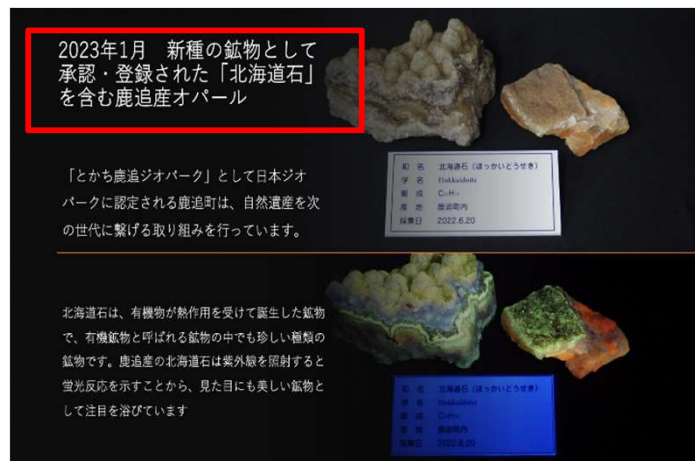 2023年1月　新種の鉱物として
承認・登録された「北海道石」
を含む鹿追産オパール
「とかち鹿追ジオパーク」として日本ジオ
パークに認定される鹿追町は、自然遺産を次
の世代に繋げる取り組みを行っています。
和 名 北海道石（ほっかいどうせき）
学 名 Hokkaidoite
組 成 C₂₂H₁₂
産 地 鹿追町内
採集日 2022.6.20
北海道石は、有機物が熱作用を受けて誕生した鉱物
で、有機鉱物と呼ばれる鉱物の中でも珍しい種類の
鉱物です。鹿追産の北海道石は紫外線を照射すると
蛍光反応を示すことから、見た目にも美しい鉱物と
して注目を浴びています
和 名 北海道石（ほっかいどうせき）
学 名 Hokkaidoite
組 成 C₂₂H₁₂
産 地 鹿追町内
採集日 2022.6.20